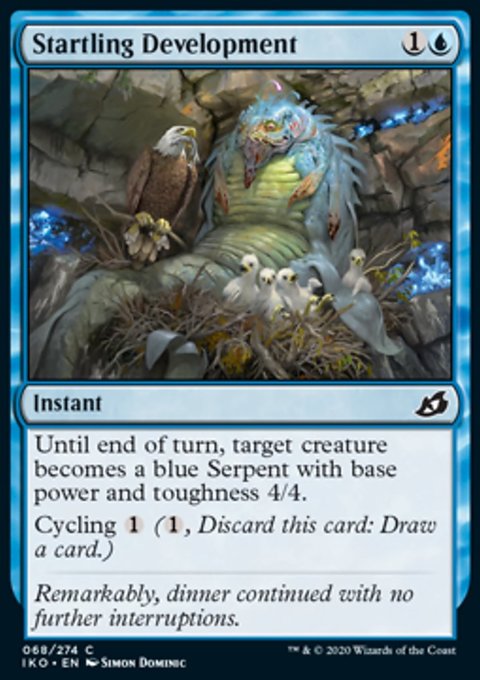 Startling Development 1
Instant
Until end of turn, target creature
becomes a blue Serpent with base
power and toughness 4/4.
Cycling 1 (1, Discard this card: Draw
a card.)
Remarkably, dinner continued with no
further interruptions.
068/274 C
IKO • EN Simon Dominic
™ & © 2020 Wizards of the Coast